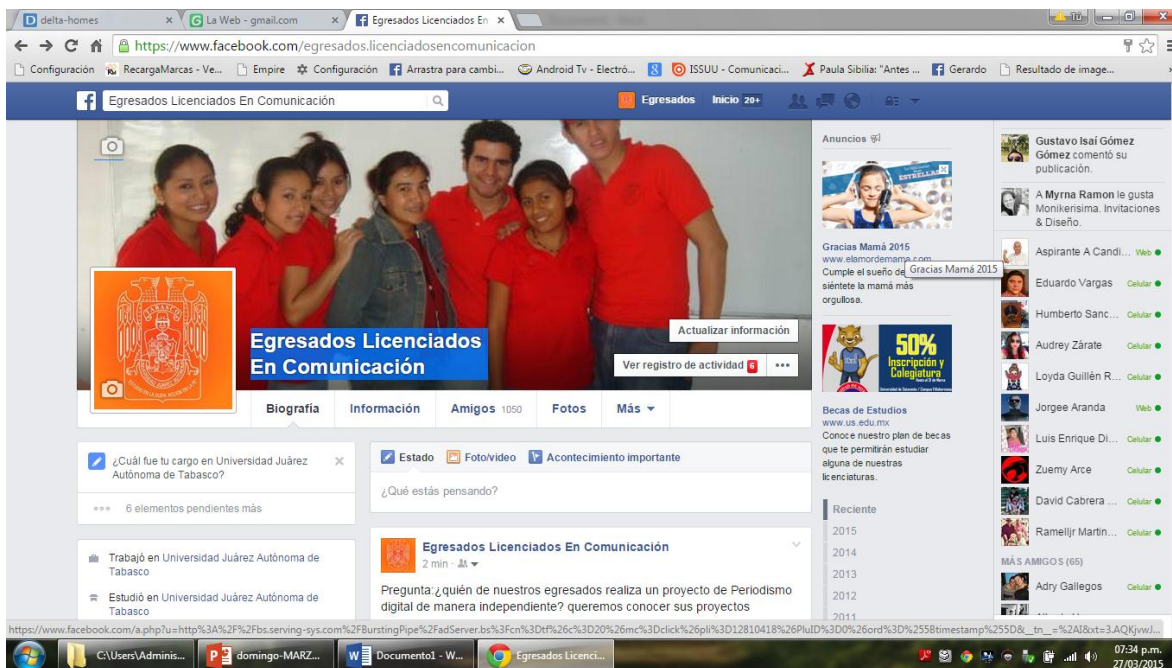 delta-homes
La Web - gmail.com
Egresados Licenciados En
Tú
https://www.facebook.com/egresados.licenciadosencomunicacion
Configuración
RecargaMarcas - Ve...
Empire
Configuración
Arrastra para cambi...
Android Tv - Electró...
ISSUU - Comunicaci...
Paula Sibilia: "Antes ...
Gerardo
Resultado de image...
Egresados Licenciados En Comunicación
Egresados
Inicio 20+
Egresados Licenciados
En Comunicación
Actualizar información
Ver registro de actividad 6
Biografía
Información
Amigos 1050
Fotos
Más
¿Cuál fue tu cargo en Universidad Juárez
Autónoma de Tabasco?
6 elementos pendientes más
Trabajó en Universidad Juárez Autónoma de
Tabasco
Estudió en Universidad Juárez Autónoma de
Tabasco
Estado
Foto/video
Acontecimiento importante
¿Qué estás pensando?
Egresados Licenciados En Comunicación
2 min
Pregunta:¿quién de nuestros egresados realiza un proyecto de Periodismo
digital de manera independiente? queremos conocer sus proyectos
Anuncios
ESTRELLAS
Gracias Mamá 2015
www.elamordemama.com
Cumple el sueño de
siéntete la mamá más
orgullosa.
Gracias Mamá 2015
50%
Inscripción y
Colegiatura
Becas de Estudios
www.us.edu.mx
Conoce nuestro plan de becas
que te permitirán estudiar
alguna de nuestras
licenciaturas.
Reciente
2015
2014
2013
2012
2011
Gustavo Isaí Gómez
Gómez comentó su
publicación.
A Myrna Ramon le gusta
Monikerisima. Invitaciones
& Diseño.
Aspirante A Candi... Web
Eduardo Vargas Celular
Humberto Sanc... Celular
Audrey Zárate Celular
Loyda Guillén R... Celular
Jorgee Aranda Web
Luis Enrique Di... Celular
Zuemy Arce Celular
David Cabrera ... Celular
Ramelljr Martin... Celular
MÁS AMIGOS (65)
Adry Gallegos Celular
C:\Users\Adminis...
domingo-MARZ...
Documento1 - W...
Egresados Licenci...
07:34 p.m.
27/03/2015